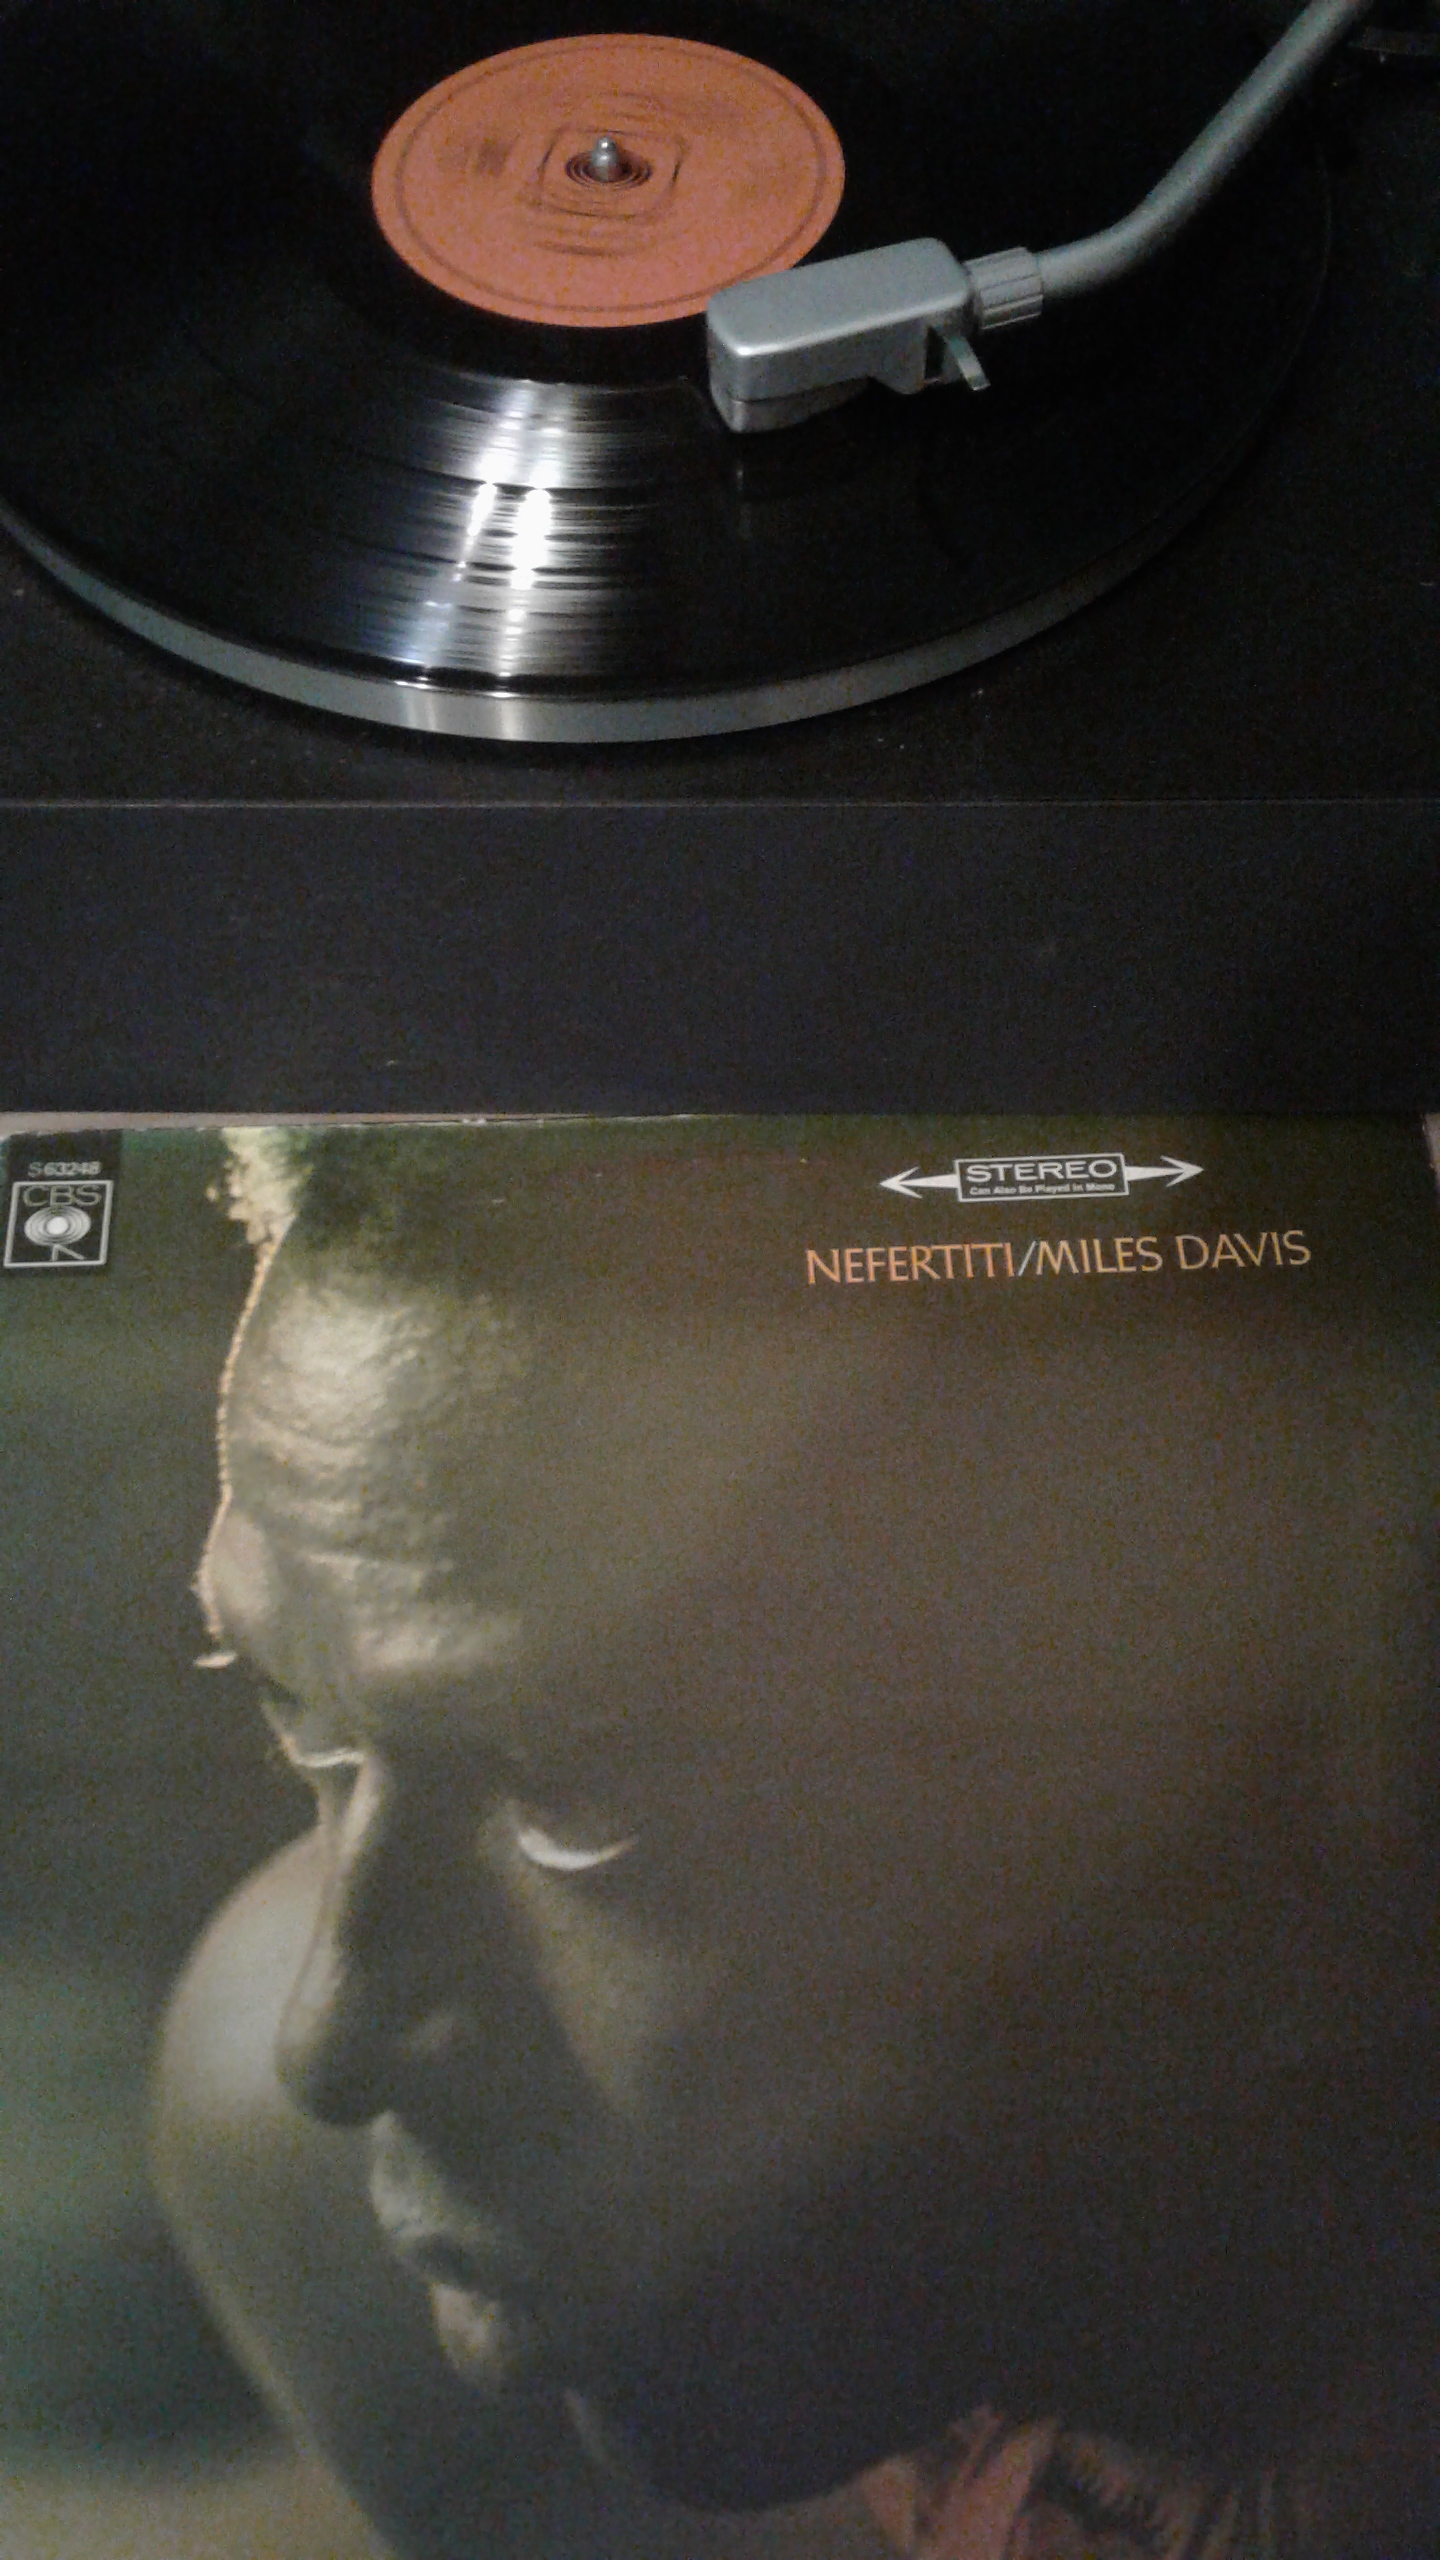 S 63248
CBS
STEREO
Can Also Be Played In Mono
NEFERTITI/MILES DAVIS